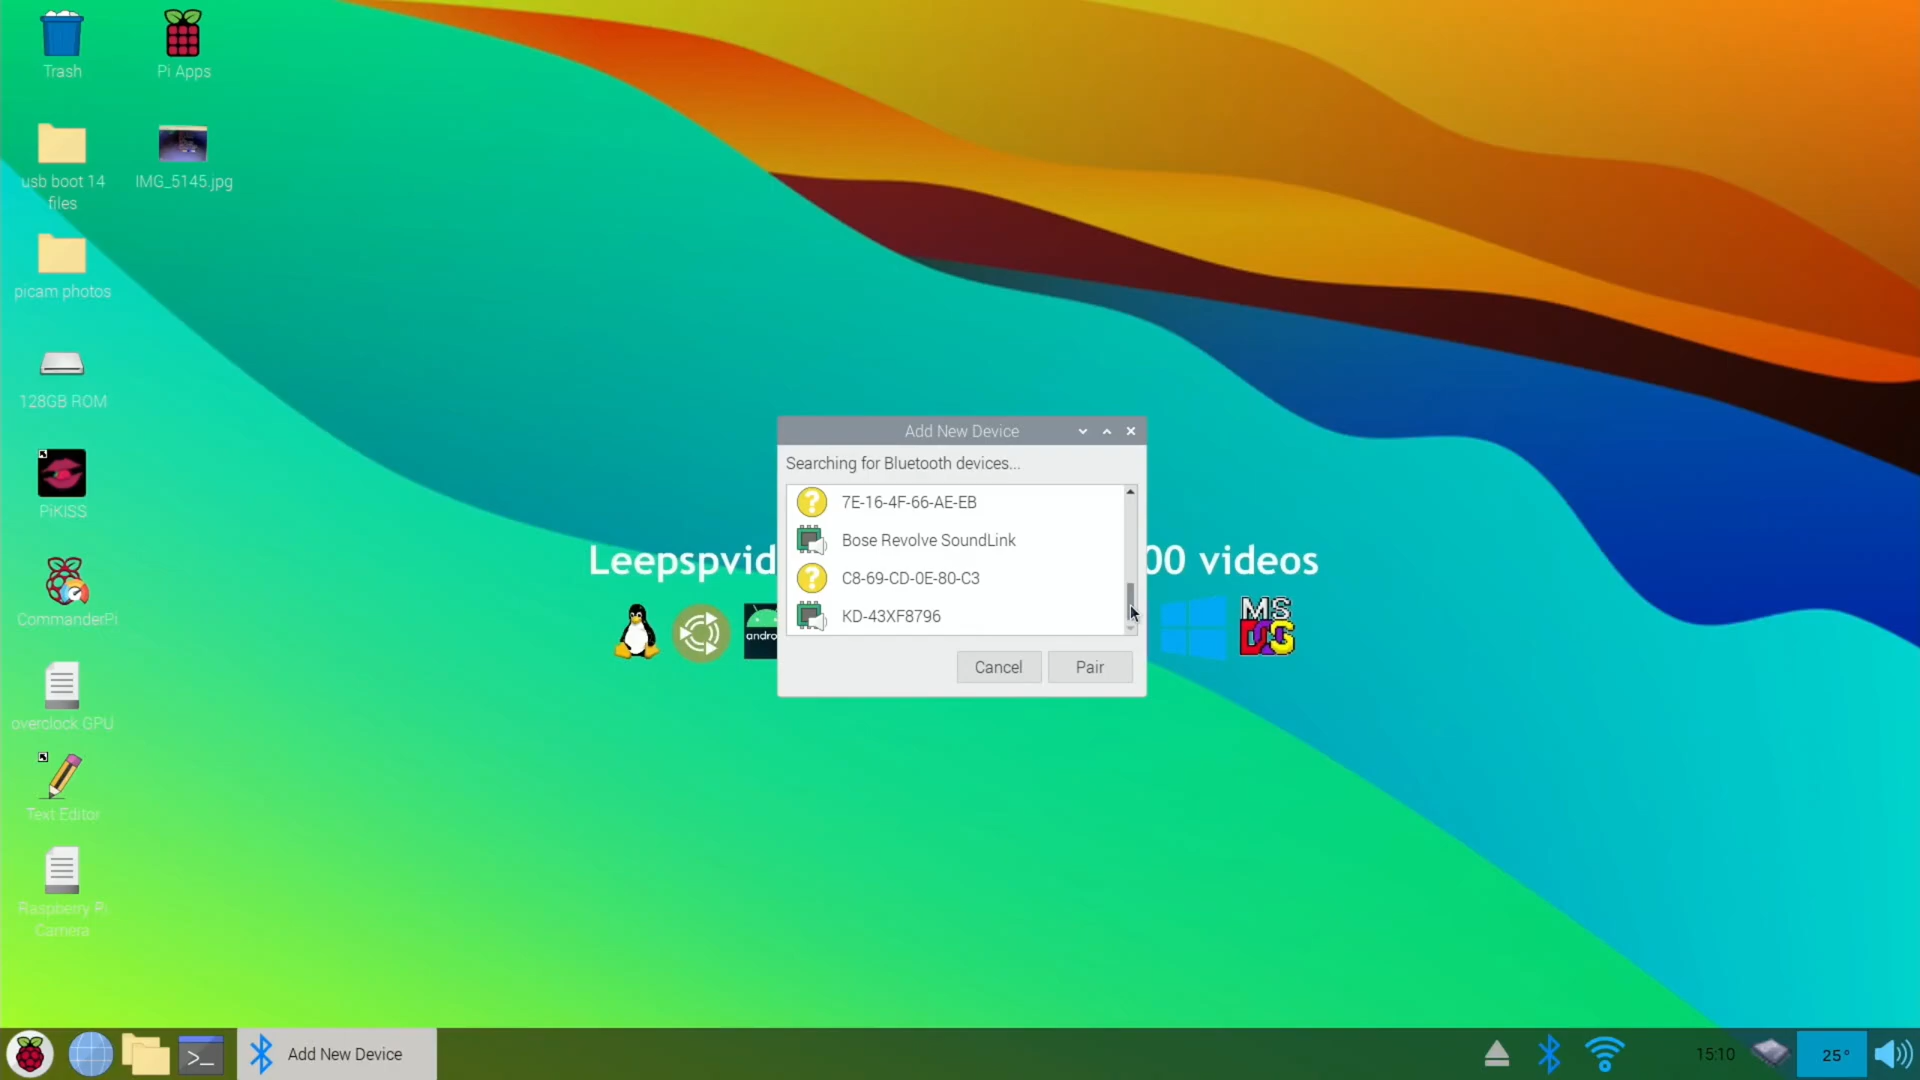 Trash
Pi Apps
usb boot 14
files
IMG_5145.jpg
picam photos
128GB ROM
PiKISS
CommanderPi
overclock GPU
Text Editor
Raspberry Pi
Camera
Add New Device
Searching for Bluetooth devices...
7E-16-4F-66-AE-EB
Bose Revolve SoundLink
C8-69-CD-0E-80-C3
KD-43XF8796
Cancel
Pair
Leepspvid
00 videos
andro
MS
DOS
>_
Add New Device
15:10
25°